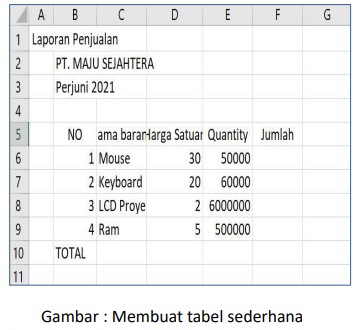 A B C D E F G
1 Laporan Penjualan
2 PT. MAJU SEJAHTERA
3 Perjuni 2021
4
5 NO ama baran Harga Satuan Quantity Jumlah
6 1 Mouse 30 50000
7 2 Keyboard 20 60000
8 3 LCD Proye 2 6000000
9 4 Ram 5 500000
10 TOTAL
11
Gambar : Membuat tabel sederhana